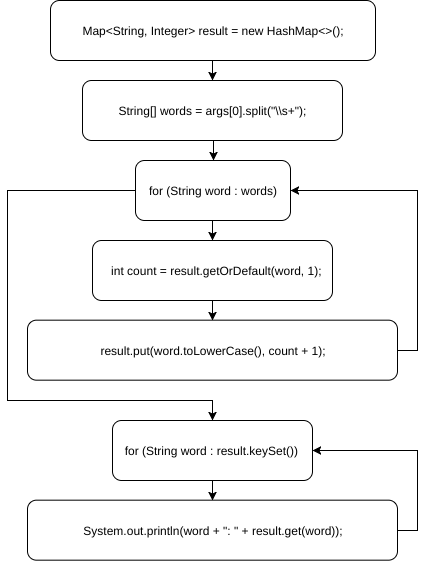 Map<String, Integer> result = new HashMap<>();
String[] words = args[0].split("\\s+");
for (String word : words)
int count = result.getOrDefault(word, 1);
result.put(word.toLowerCase(), count + 1);
for (String word : result.keySet())
System.out.println(word + ": " + result.get(word));